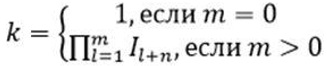 k = { 1, если m = 0
∏_{l=1}^{m} I_{l+n}, если m > 0